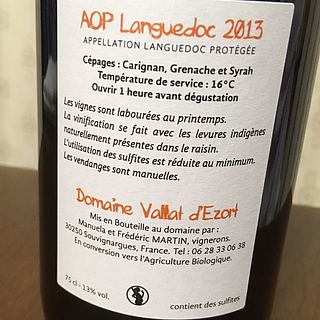 AOP Languedoc 2013
APPELLATION LANGUEDOC PROTÉGÉE
Cépages : Carignan, Grenache et Syrah
Température de service : 16°C
Ouvrir 1 heure avant dégustation
Les vignes sont labourées au printemps.
La vinification se fait avec les levures indigènes
naturellement présentes dans le raisin.
L'utilisation des sulfites est réduite au minimum.
Les vendanges sont manuelles.
Domaine Vallat d'Ezort
Mis en Bouteille au domaine par :
Manuela et Frédéric MARTIN, vignerons.
30250 Souvignargues, France. Tel : 06 28 33 06 38
En conversion vers l'Agriculture Biologique.
75 cl - 13% vol.
contient des sulfites